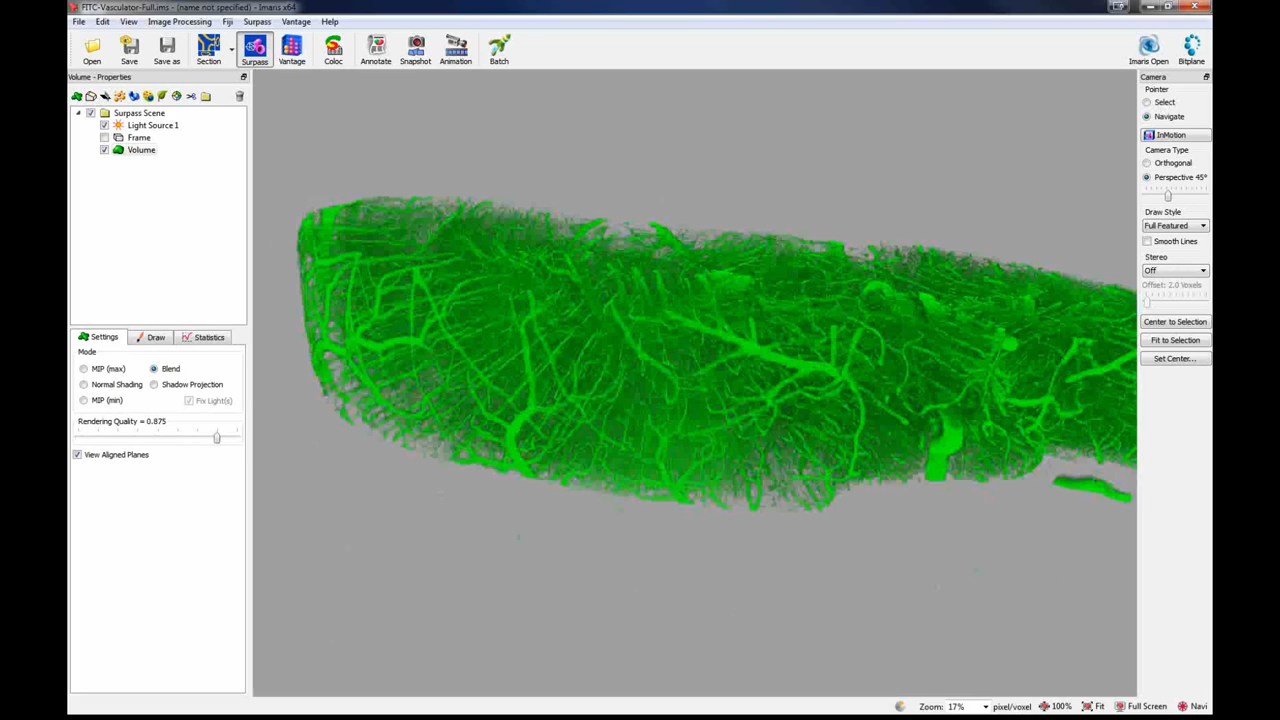 FITC-Vasculator-Full.ims - (name not specified) - Imaris x64
File Edit View Image Processing Fiji Surpass Vantage Help
Open Save Save as Section Surpass Vantage Coloc Annotate Snapshot Animation Batch Imaris Open Bitplane
Volume - Properties
Surpass Scene
Light Source 1
Frame
Volume
Settings Draw Statistics
Mode
MIP (max) Blend
Normal Shading Shadow Projection
MIP (min) Fix Light(s)
Rendering Quality = 0.875
View Aligned Planes
Camera
Pointer
Select
Navigate
InMotion
Camera Type
Orthogonal
Perspective 45°
Draw Style
Full Featured
Smooth Lines
Stereo
Off
Offset: 2.0 Voxels
Center to Selection
Fit to Selection
Set Center...
Zoom: 17% pixel/voxel 100% Fit Full Screen Navi